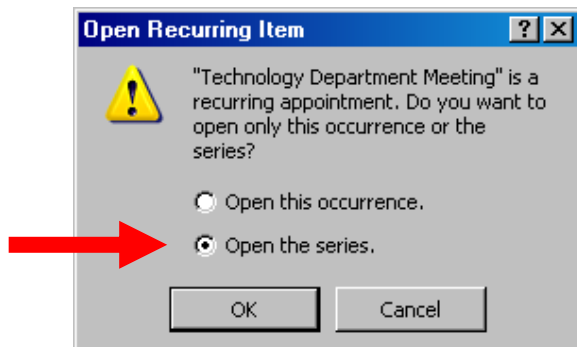 Open Recurring Item
"Technology Department Meeting" is a
recurring appointment. Do you want to
open only this occurrence or the
series?
Open this occurrence.
Open the series.
OK
Cancel